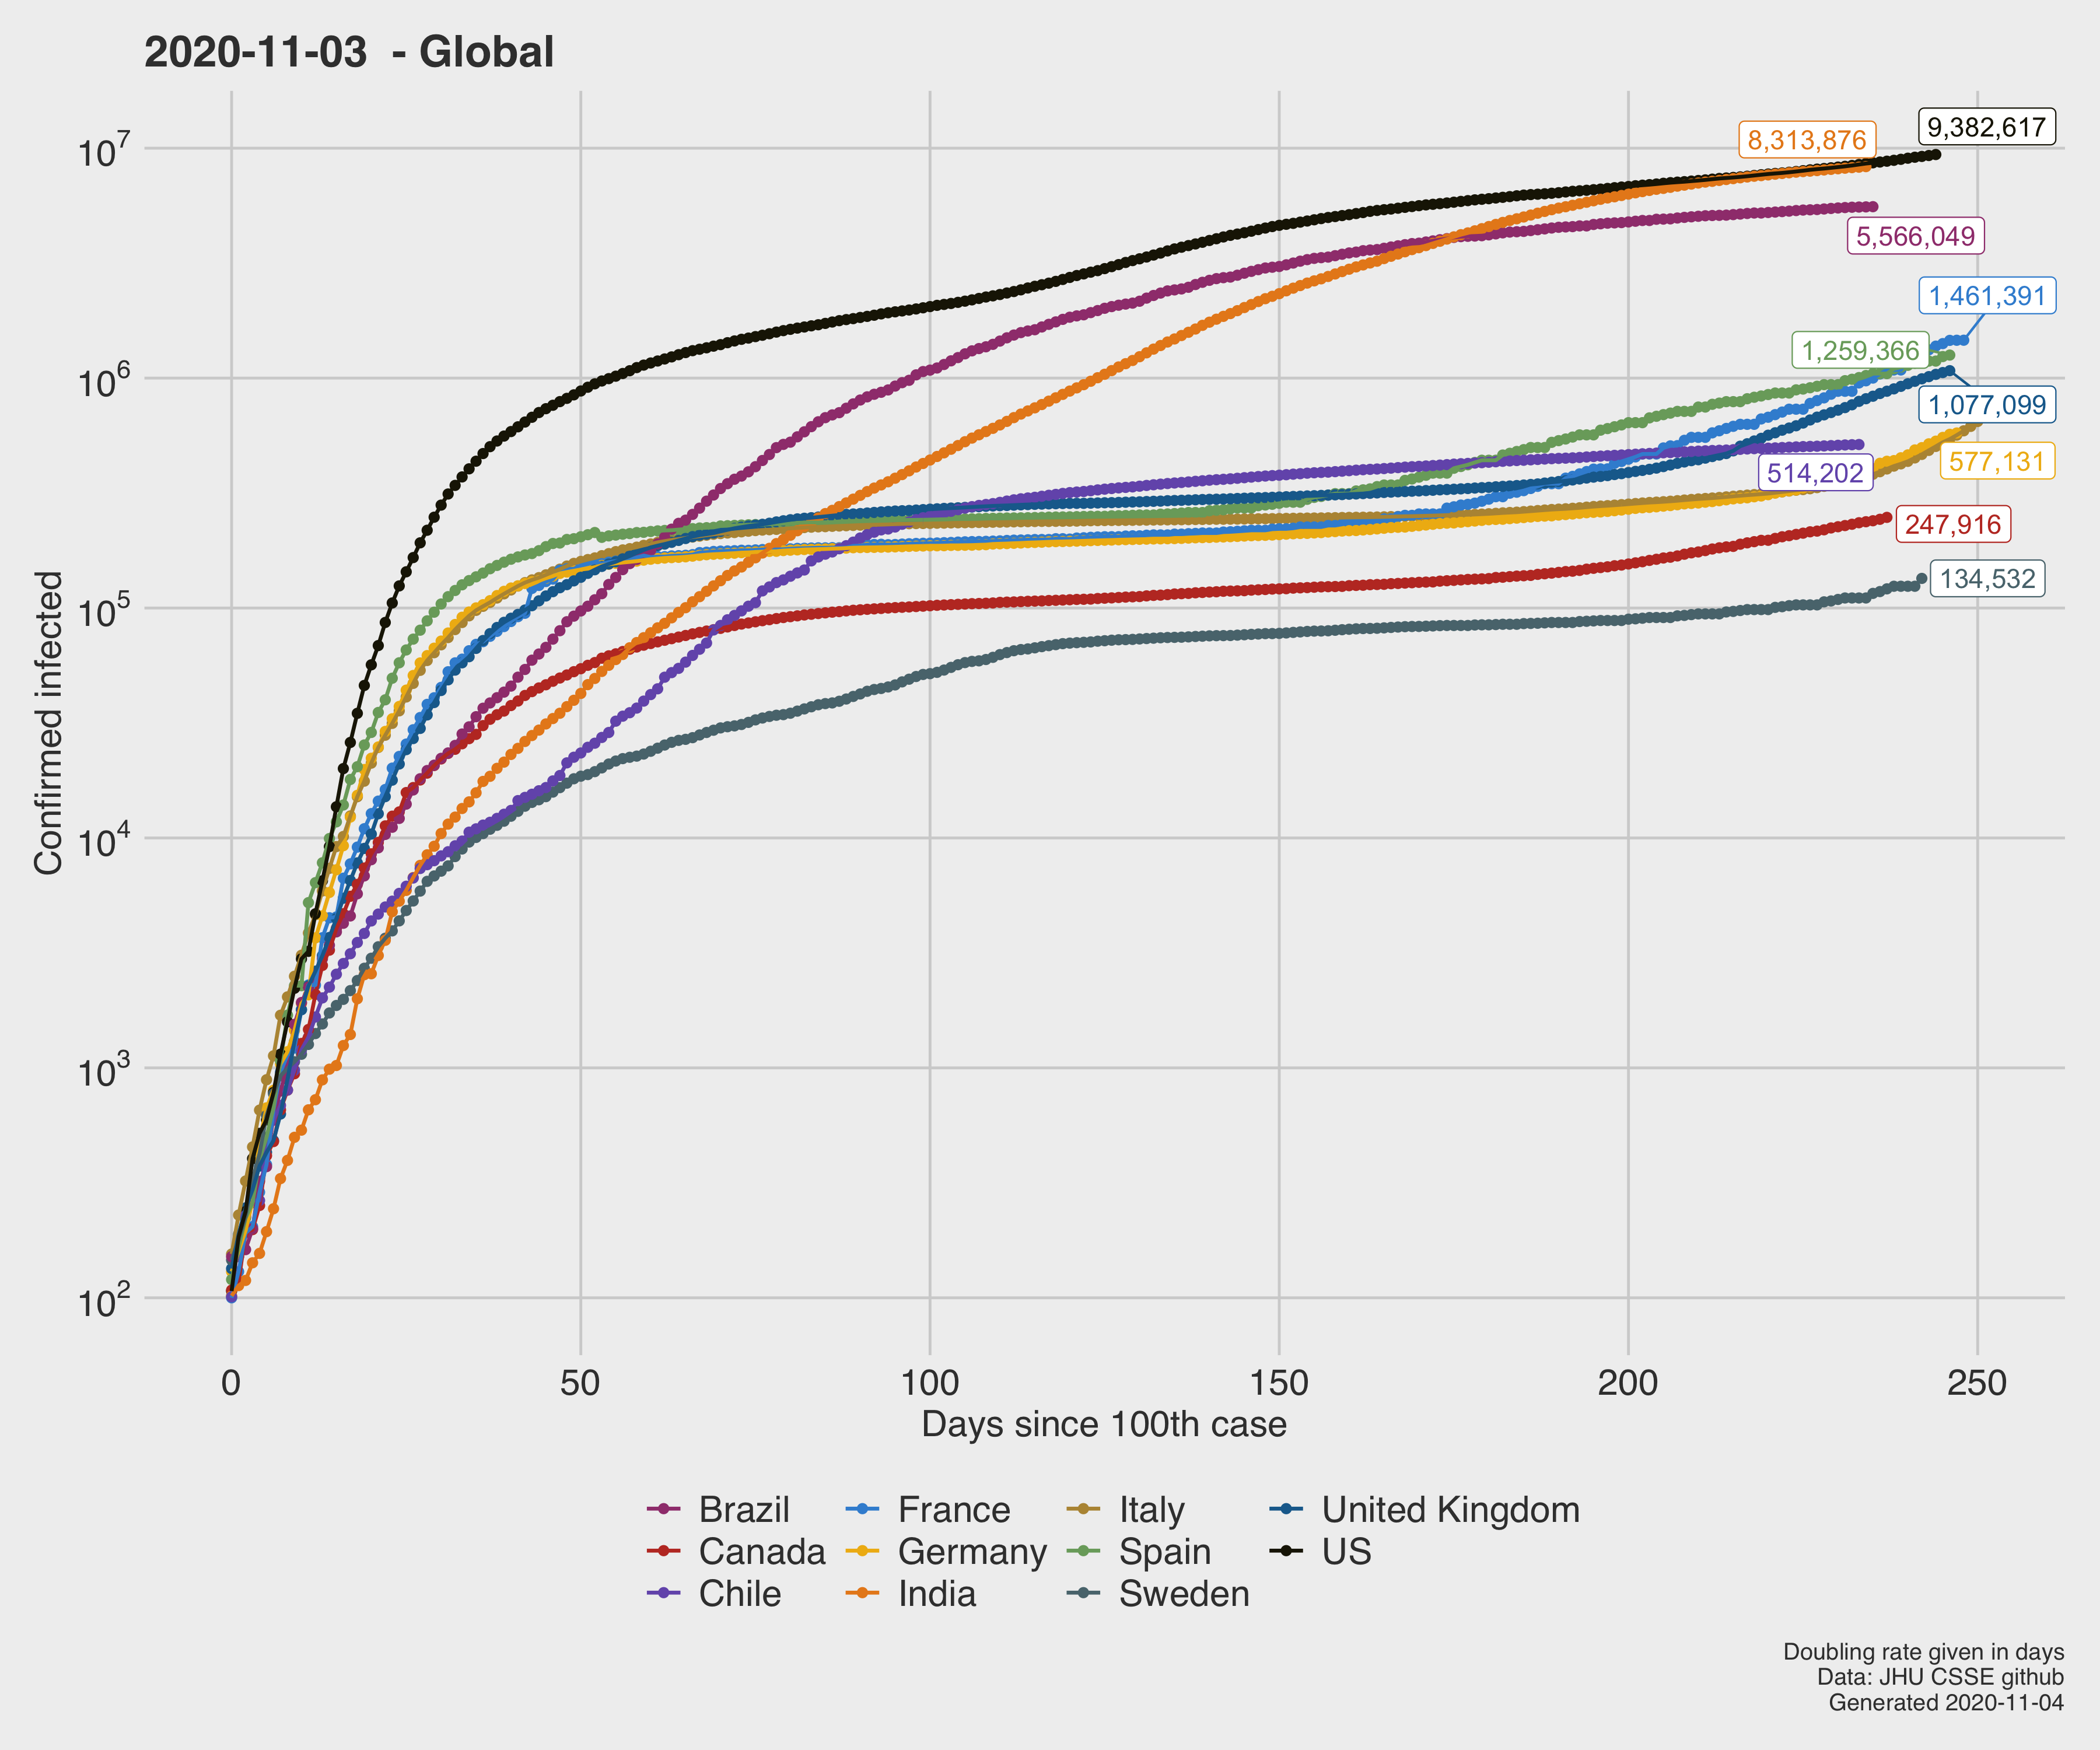 2020-11-03 - Global
9,382,617
8,313,876
5,566,049
1,461,391
1,259,366
1,077,099
577,131
514,202
247,916
134,532
10^7
10^6
10^5
10^4
10^3
10^2
Confirmed infected
0 50 100 150 200 250
Days since 100th case
Brazil France Italy United Kingdom
Canada Germany Spain US
Chile India Sweden
Doubling rate given in days
Data: JHU CSSE github
Generated 2020-11-04